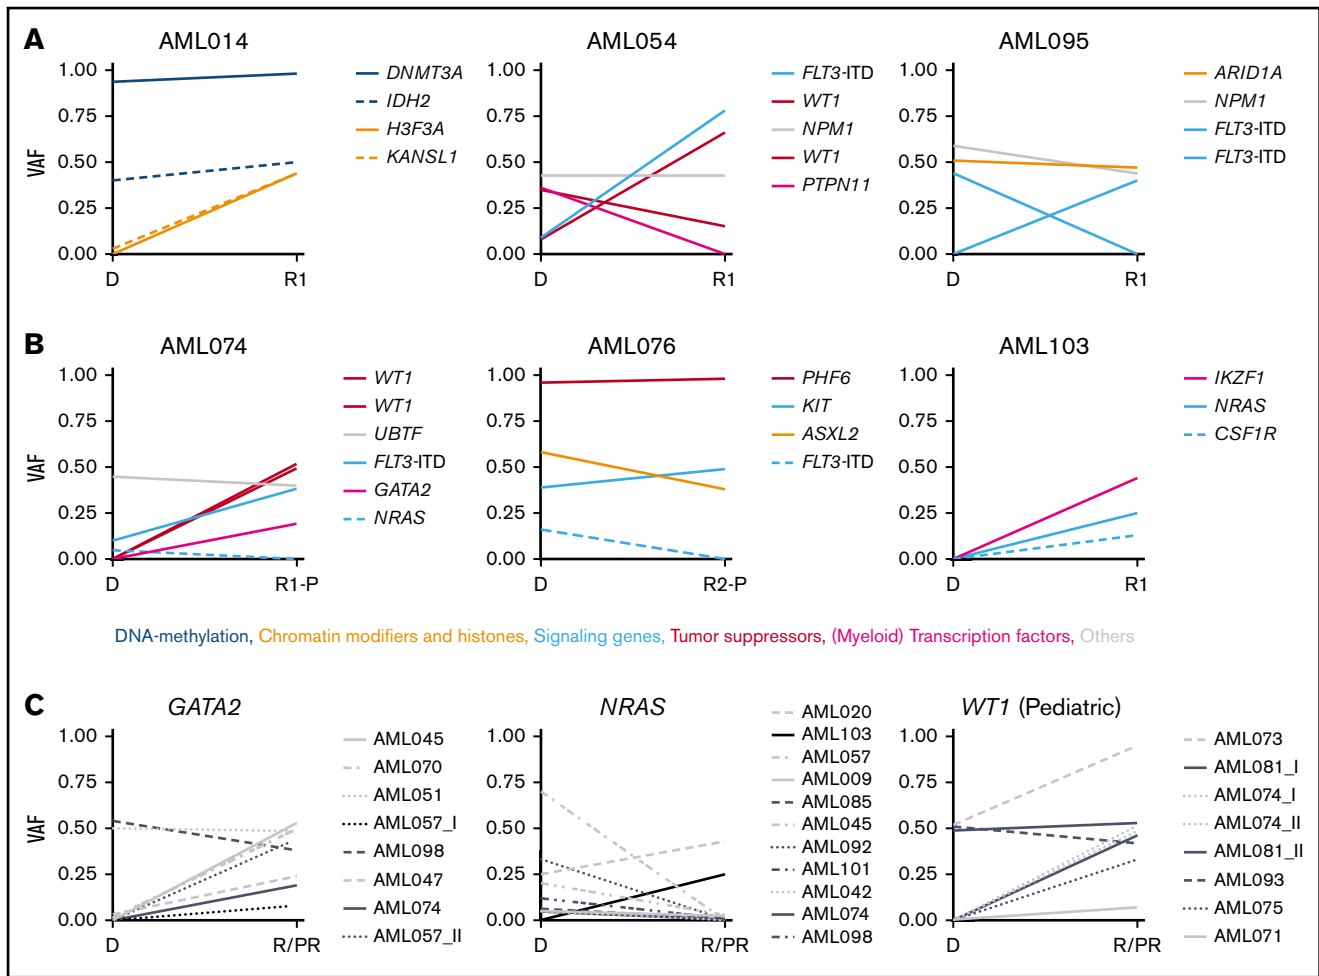 A
AML014
AML054
AML095
VAF
1.00
0.75
0.50
0.25
0.00
D
R1
DNMT3A
IDH2
H3F3A
KANSL1
1.00
0.75
0.50
0.25
0.00
D
R1
FLT3-ITD
WT1
NPM1
WT1
PTPN11
1.00
0.75
0.50
0.25
0.00
D
R1
ARID1A
NPM1
FLT3-ITD
FLT3-ITD
B
AML074
AML076
AML103
VAF
1.00
0.75
0.50
0.25
0.00
D
R1-P
WT1
WT1
UBTF
FLT3-ITD
GATA2
NRAS
1.00
0.75
0.50
0.25
0.00
D
R2-P
PHF6
KIT
ASXL2
FLT3-ITD
1.00
0.75
0.50
0.25
0.00
D
R1
IKZF1
NRAS
CSF1R
DNA-methylation, Chromatin modifiers and histones, Signaling genes, Tumor suppressors, (Myeloid) Transcription factors, Others
C
GATA2
NRAS
WT1 (Pediatric)
VAF
1.00
0.75
0.50
0.25
0.00
D
R/PR
AML045
AML070
AML051
AML057_I
AML098
AML047
AML074
AML057_II
1.00
0.75
0.50
0.25
0.00
D
R/PR
AML020
AML103
AML057
AML009
AML085
AML045
AML092
AML101
AML042
AML074
AML098
1.00
0.75
0.50
0.25
0.00
D
R/PR
AML073
AML081_I
AML074_I
AML074_II
AML081_II
AML093
AML075
AML071